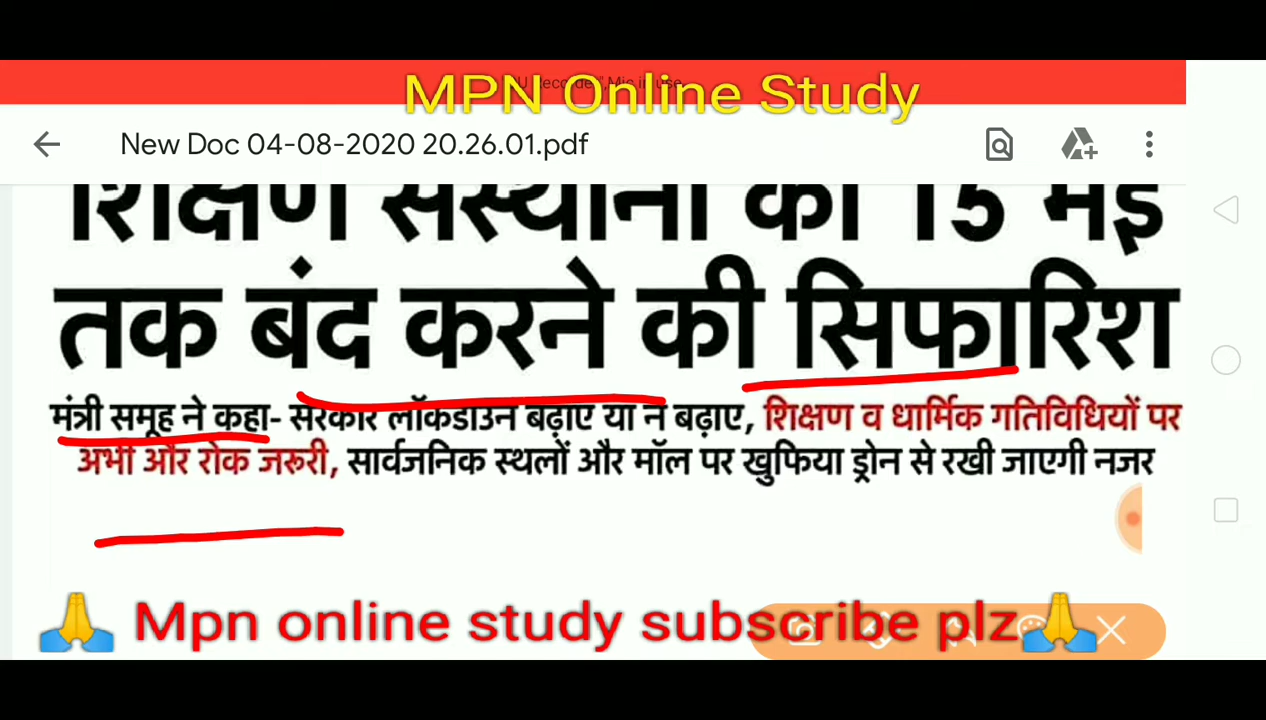 MPN Online Study
New Doc 04-08-2020 20.26.01.pdf
शिक्षण संस्थानों को 15 मई
तक बंद करने की सिफारिश
मंत्री समूह ने कहा- सरकार लॉकडाउन बढ़ाए या न बढ़ाए, शिक्षण व धार्मिक गतिविधियों पर
अभी और रोक जरूरी, सार्वजनिक स्थलों और मॉल पर खुफिया ड्रोन से रखी जाएगी नजर
🙏 Mpn online study subscribe plz🙏